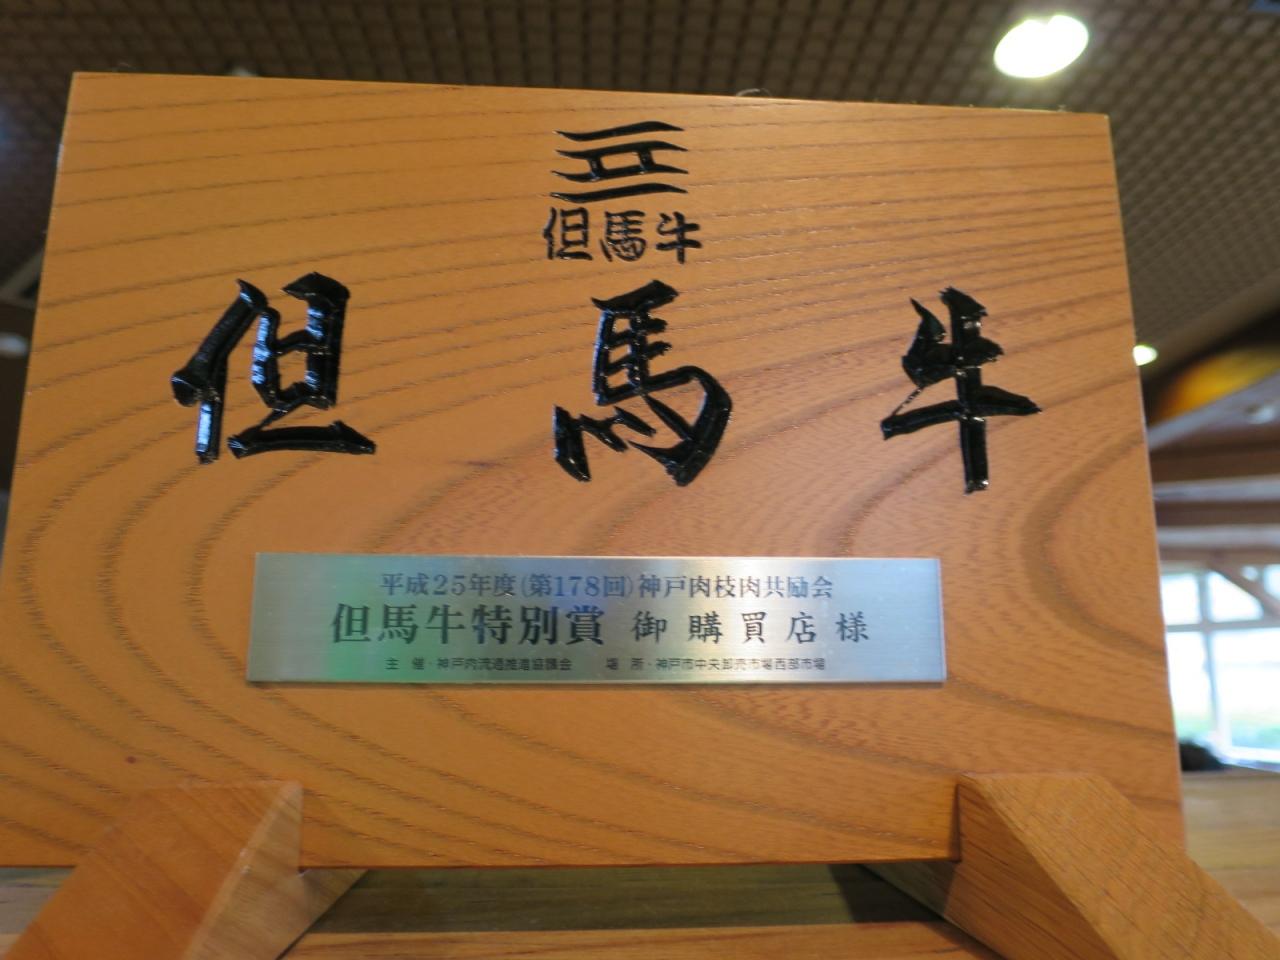 但馬牛
但馬牛
平成25年度(第178回)神戸肉枝肉共励会
但馬牛特別賞 御購買店様
主 催・神戸肉流通推進協議会 場 所・神戸市中央卸売市場西部市場